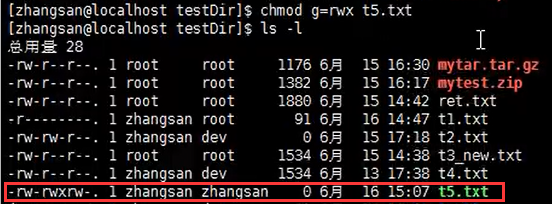 [zhangsan@localhost testDir]$ chmod g=rwx t5.txt
[zhangsan@localhost testDir]$ ls -l
总用量 28
-rw-r--r--. 1 root     root     1176 6月  15 16:30 mytar.tar.gz
-rw-r--r--. 1 root     root     1382 6月  15 16:17 mytest.zip
-rw-r--r--. 1 root     root     1880 6月  15 14:42 ret.txt
-r--------. 1 zhangsan root       91 6月  16 14:47 t1.txt
-rw-rw-r--. 1 zhangsan dev         0 6月  15 17:18 t2.txt
-rw-r--r--. 1 root     root     1534 6月  15 14:38 t3_new.txt
-rw-r--r--. 1 zhangsan dev      1534 6月  13 17:38 t4.txt
-rw-rwxrw-. 1 zhangsan zhangsan    0 6月  16 15:07 t5.txt